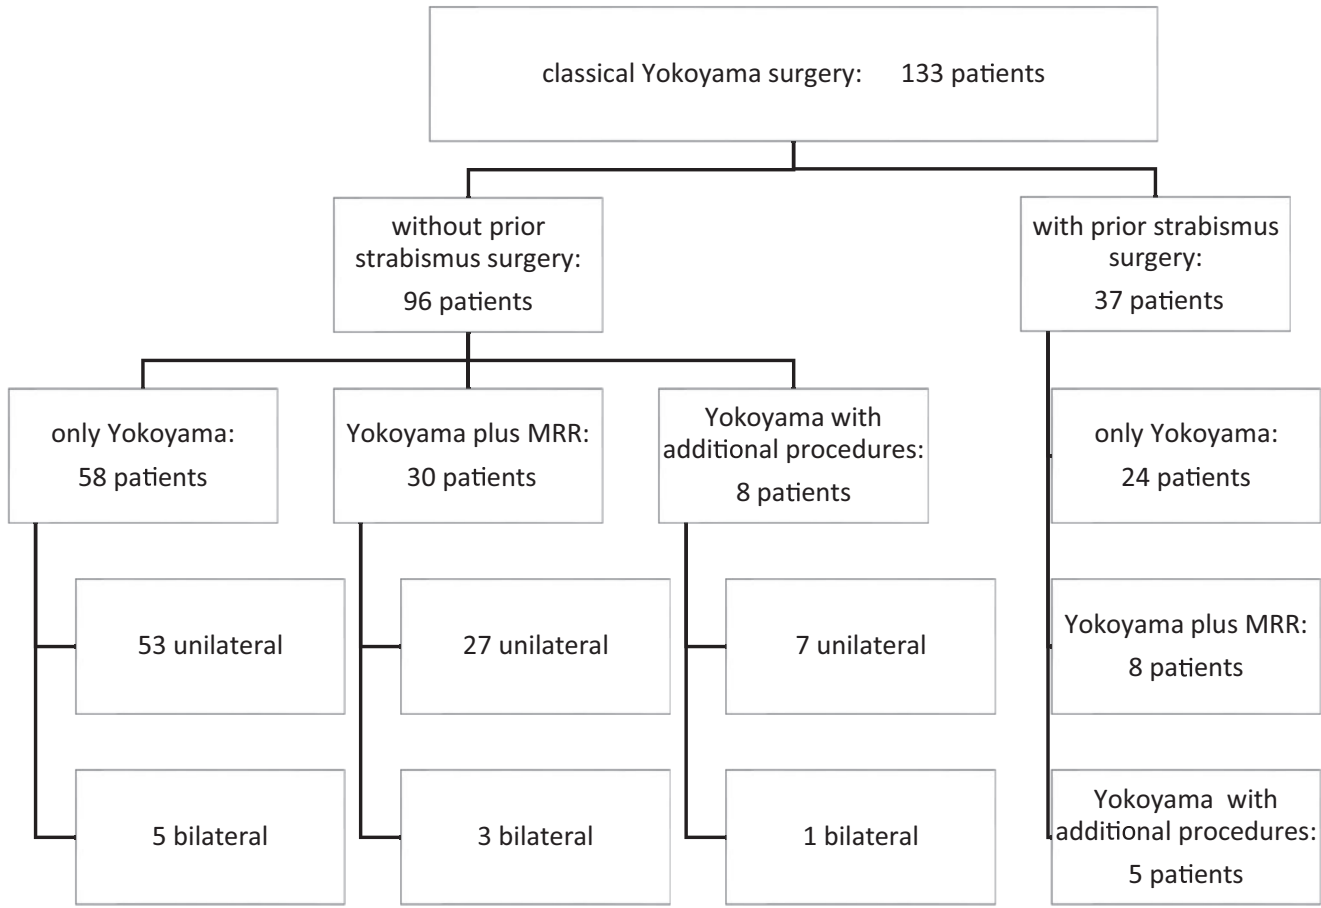 classical Yokoyama surgery: 133 patients
without prior
strabismus surgery:
96 patients
with prior strabismus
surgery:
37 patients
only Yokoyama:
58 patients
Yokoyama plus MRR:
30 patients
Yokoyama with
additional procedures:
8 patients
only Yokoyama:
24 patients
53 unilateral
27 unilateral
7 unilateral
Yokoyama plus MRR:
8 patients
5 bilateral
3 bilateral
1 bilateral
Yokoyama with
additional procedures:
5 patients